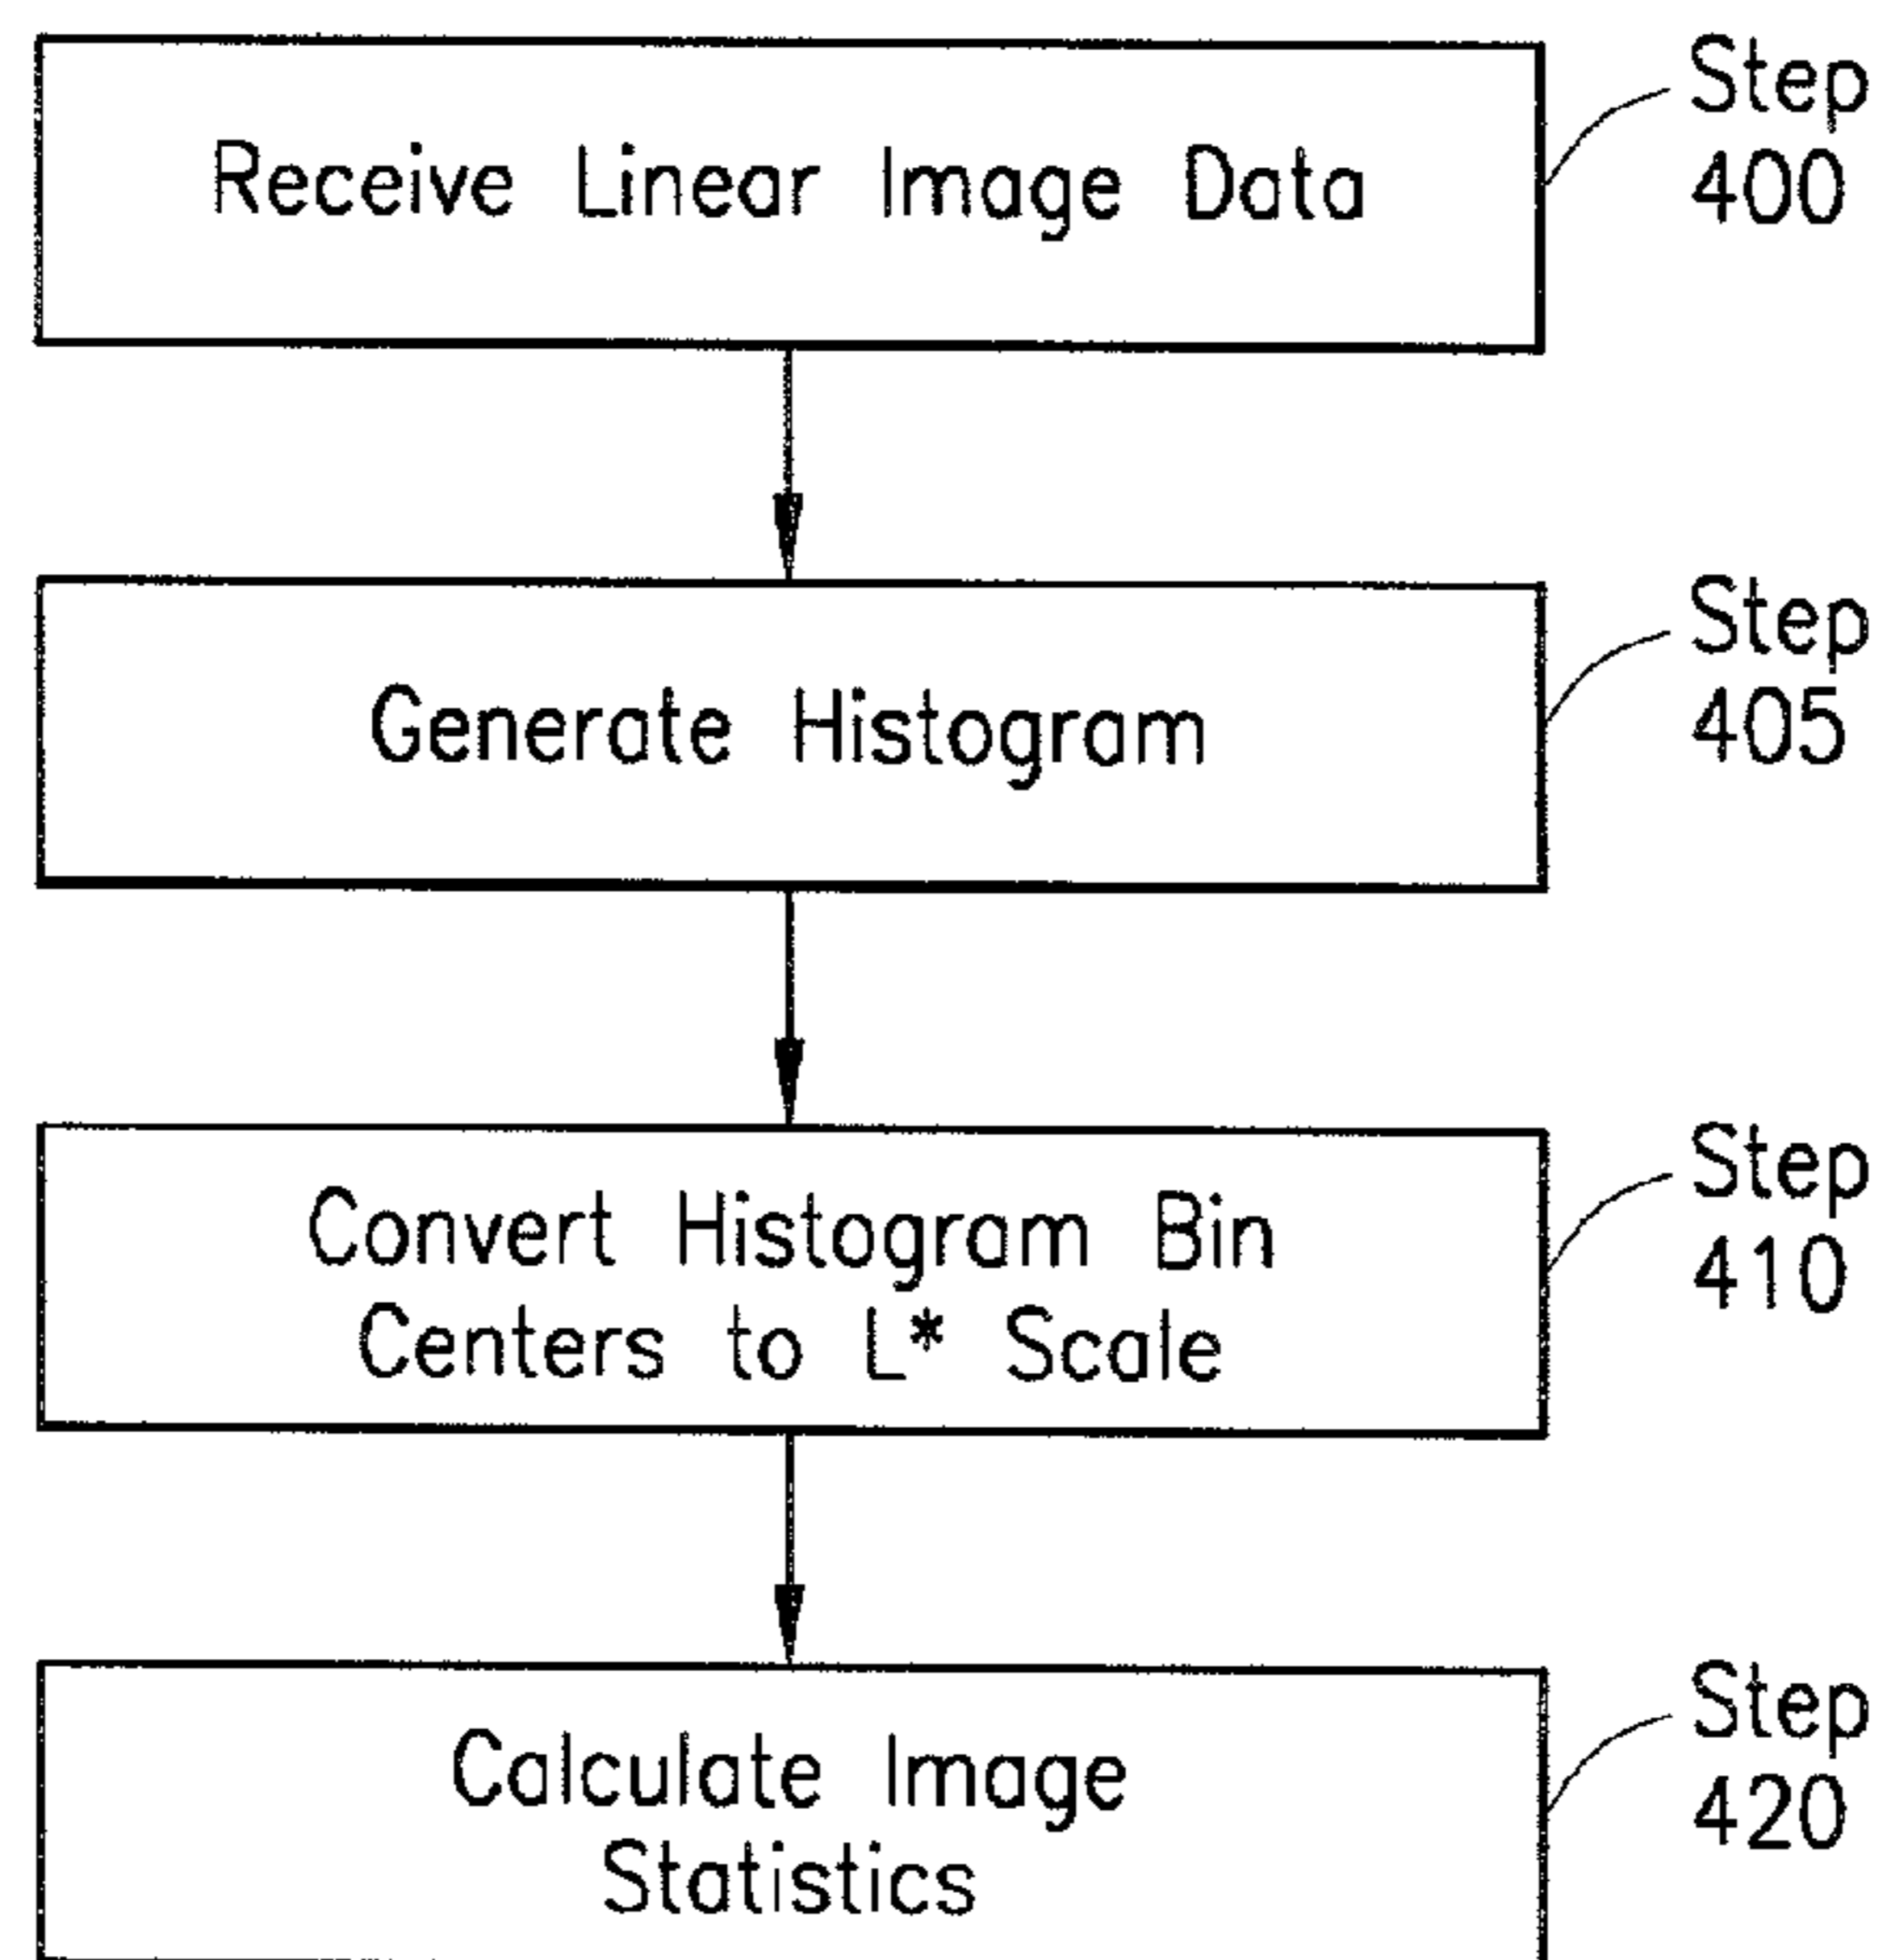 Receive Linear Image Data
Step
400
Generate Histogram
Step
405
Convert Histogram Bin
Centers to L* Scale
Step
410
Calculate Image
Statistics
Step
420